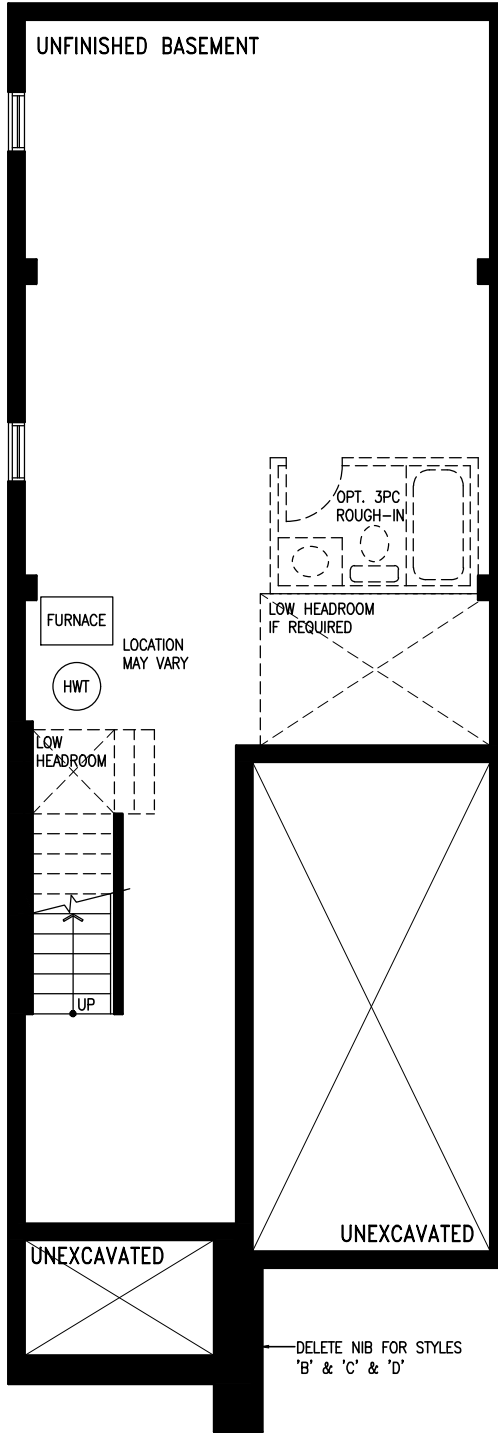 UNFINISHED BASEMENT
OPT. 3PC
ROUGH-IN
LOW HEADROOM
IF REQUIRED
FURNACE
LOCATION
MAY VARY
HWT
LOW
HEADROOM
UP
UNEXCAVATED
UNEXCAVATED
DELETE NIB FOR STYLES
'B' & 'C' & 'D'